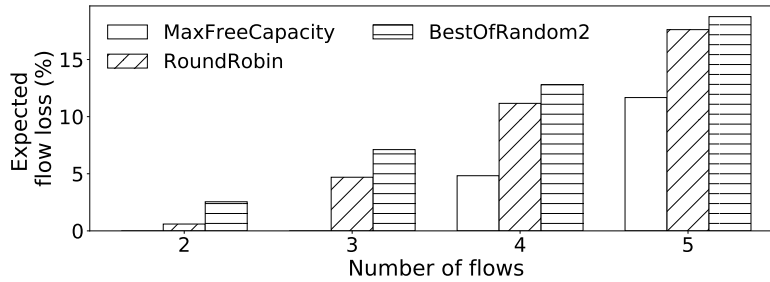 MaxFreeCapacity
BestOfRandom2
RoundRobin
Expected
flow loss (%)
15
10
5
0
2 3 4 5
Number of flows